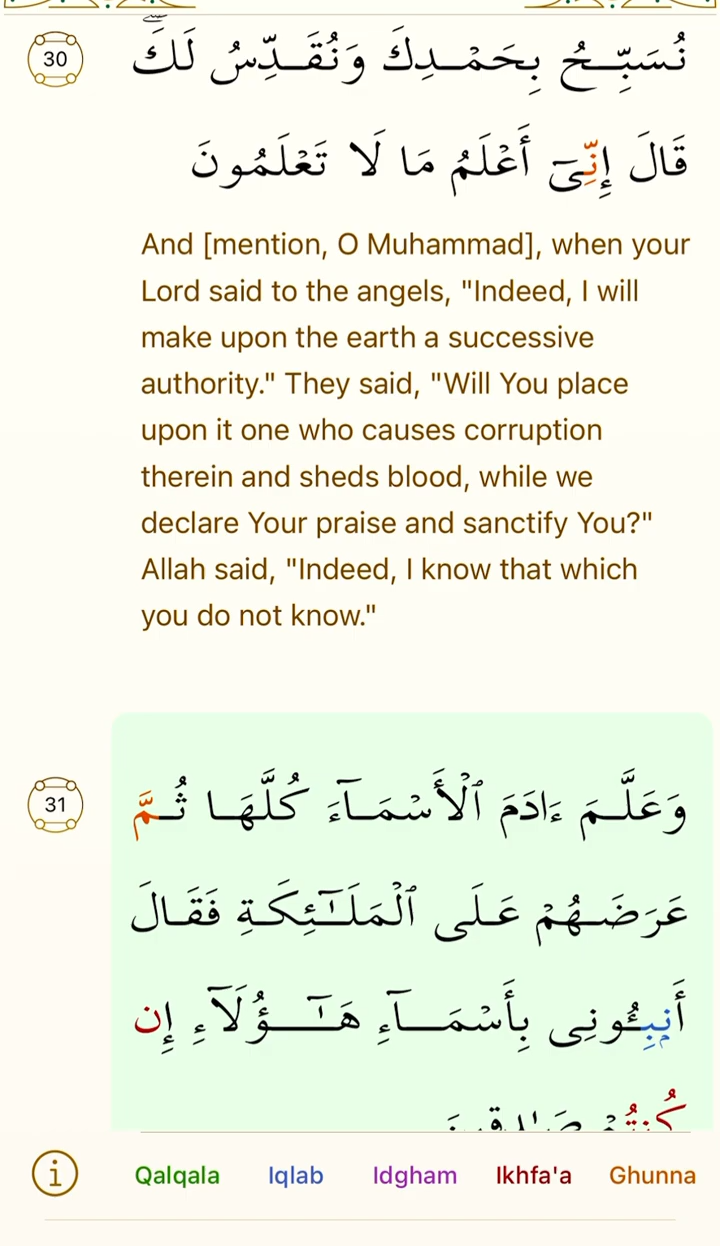 30
نُسَبِّحُ بِحَمْدِكَ وَنُقَدِّسُ لَكَۖ
قَالَ إِنِّىٓ أَعْلَمُ مَا لَا تَعْلَمُونَ
And [mention, O Muhammad], when your
Lord said to the angels, "Indeed, I will
make upon the earth a successive
authority." They said, "Will You place
upon it one who causes corruption
therein and sheds blood, while we
declare Your praise and sanctify You?"
Allah said, "Indeed, I know that which
you do not know."
31
وَعَلَّمَ ءَادَمَ ٱلْأَسْمَآءَ كُلَّهَا ثُمَّ
عَرَضَهُمْ عَلَى ٱلْمَلَـٰٓئِكَةِ فَقَالَ
أَنۢبِـُٔونِى بِأَسْمَآءِ هَـٰٓؤُلَآءِ إِن
كُنتُمْ صَـٰدِقِينَ
Qalqala Iqlab Idgham Ikhfa'a Ghunna